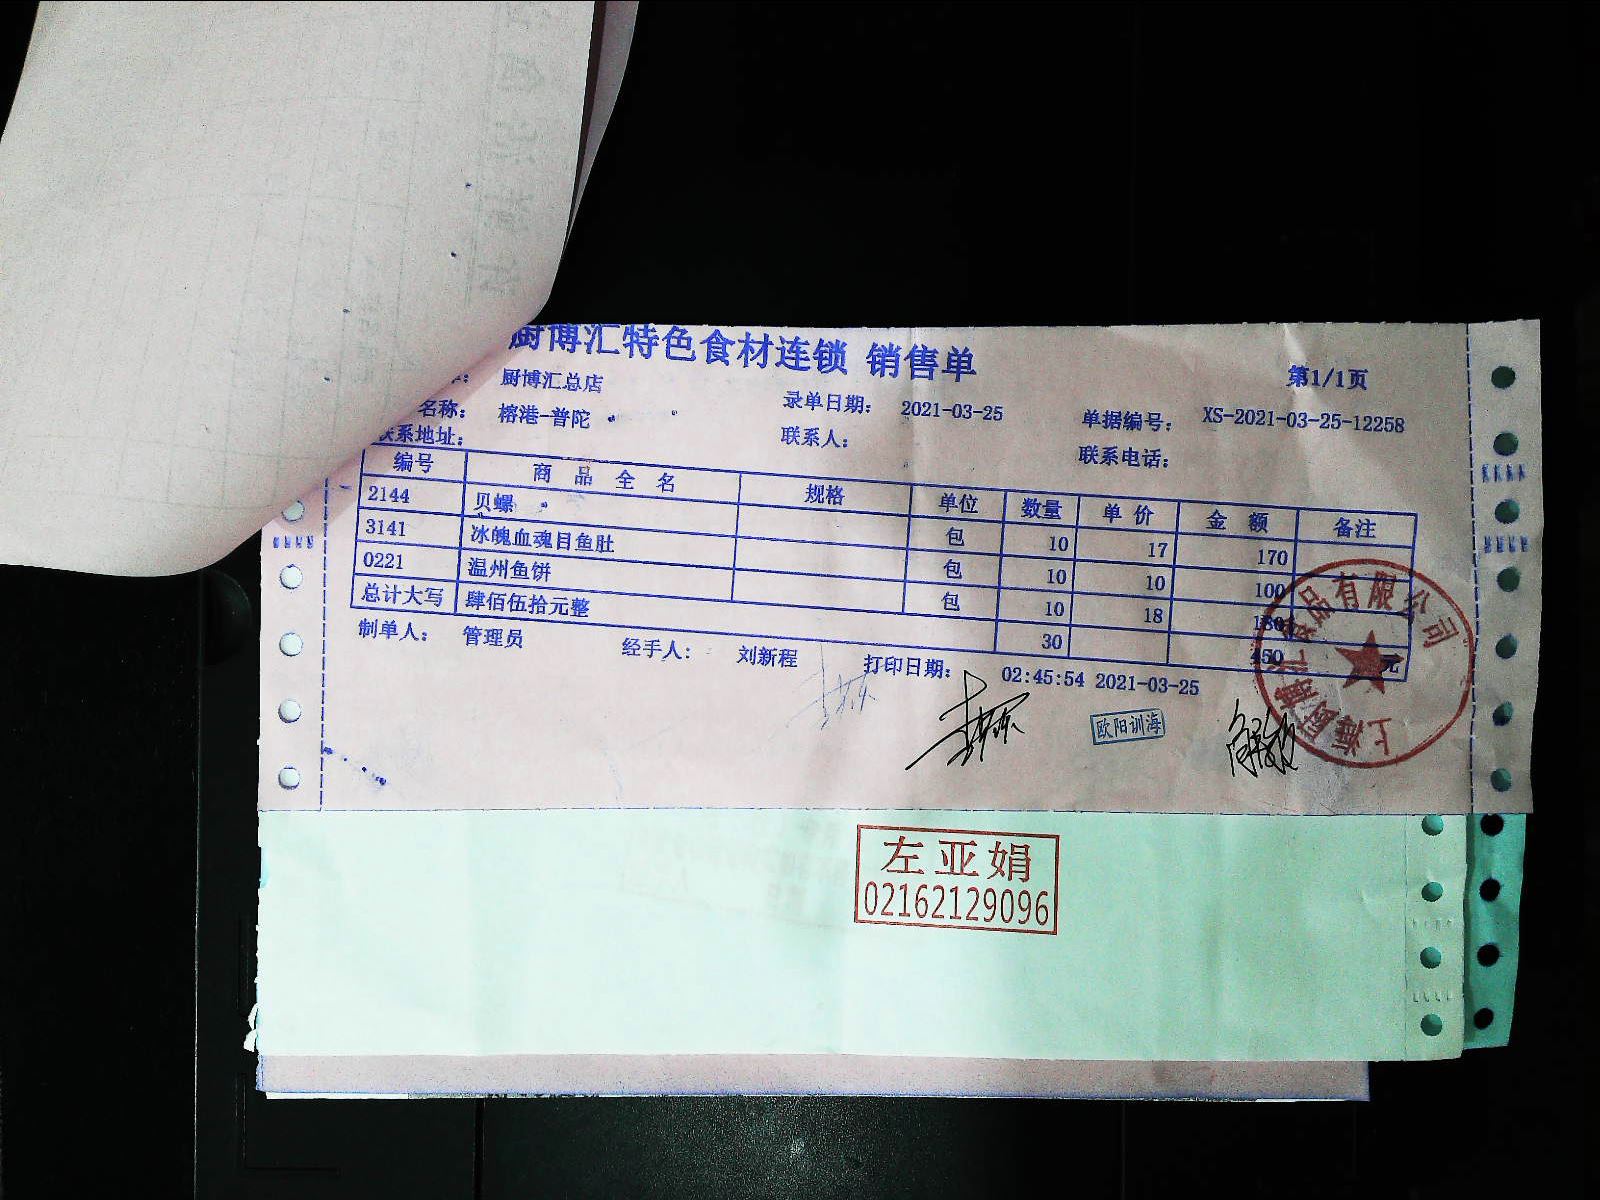 厨博汇特色食材连锁 销售单
第1/1页
厨博汇总店
录单日期: 2021-03-25
单据编号: XS-2021-03-25-12258
名称: 榕港-普陀
联系人:
联系电话:
联系地址:
编号 商品全名 规格 单位 数量 单价 金额 备注
2144 贝螺 包 10 17 170
3141 冰魄血魂目鱼肚 包 10 10 100
0221 温州鱼饼 包 10 18 180
总计大写 肆佰伍拾元整 30 450 元
制单人: 管理员 经手人: 刘新程 打印日期: 02:45:54 2021-03-25
欧阳训海
上海厨博汇食品有限公司
左亚娟
02162129096